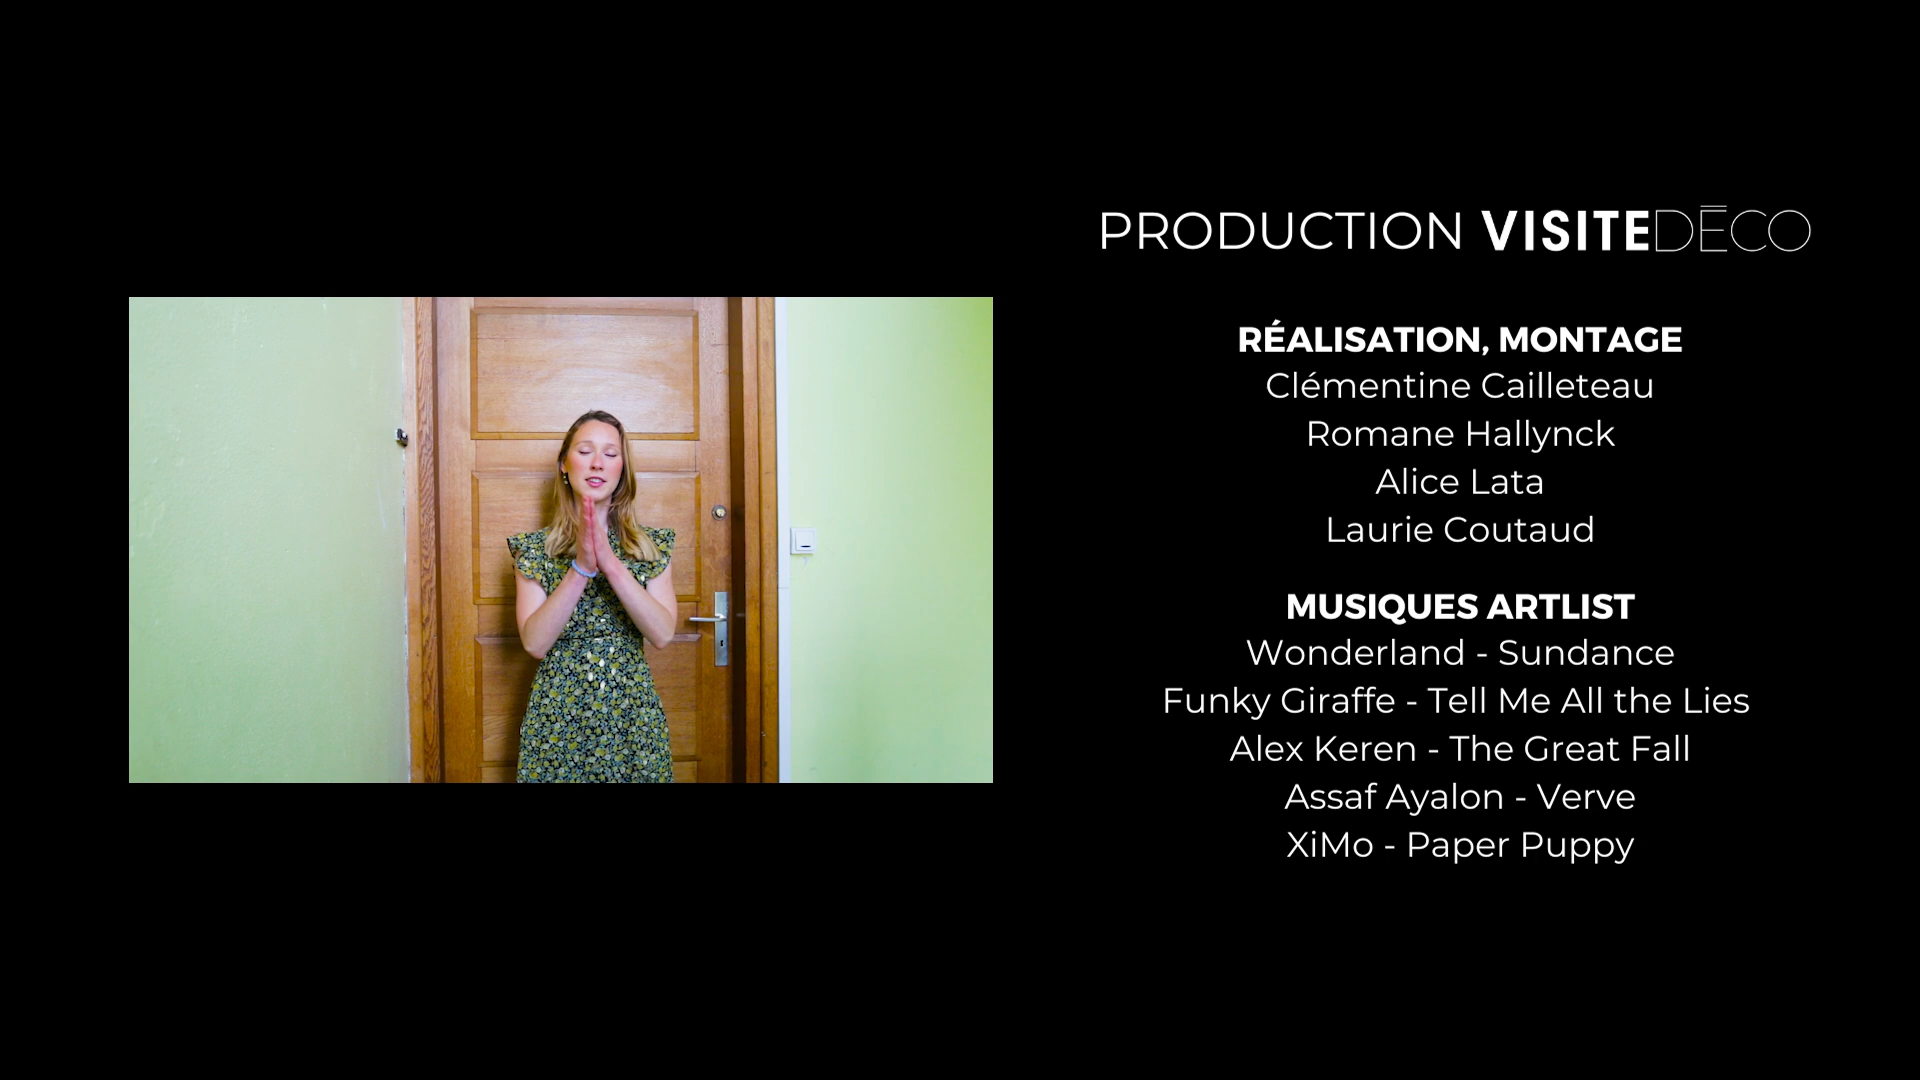 PRODUCTION VISITEDÉCO
RÉALISATION, MONTAGE
Clémentine Cailleteau
Romane Hallynck
Alice Lata
Laurie Coutaud
MUSIQUES ARTLIST
Wonderland - Sundance
Funky Giraffe - Tell Me All the Lies
Alex Keren - The Great Fall
Assaf Ayalon - Verve
XiMo - Paper Puppy